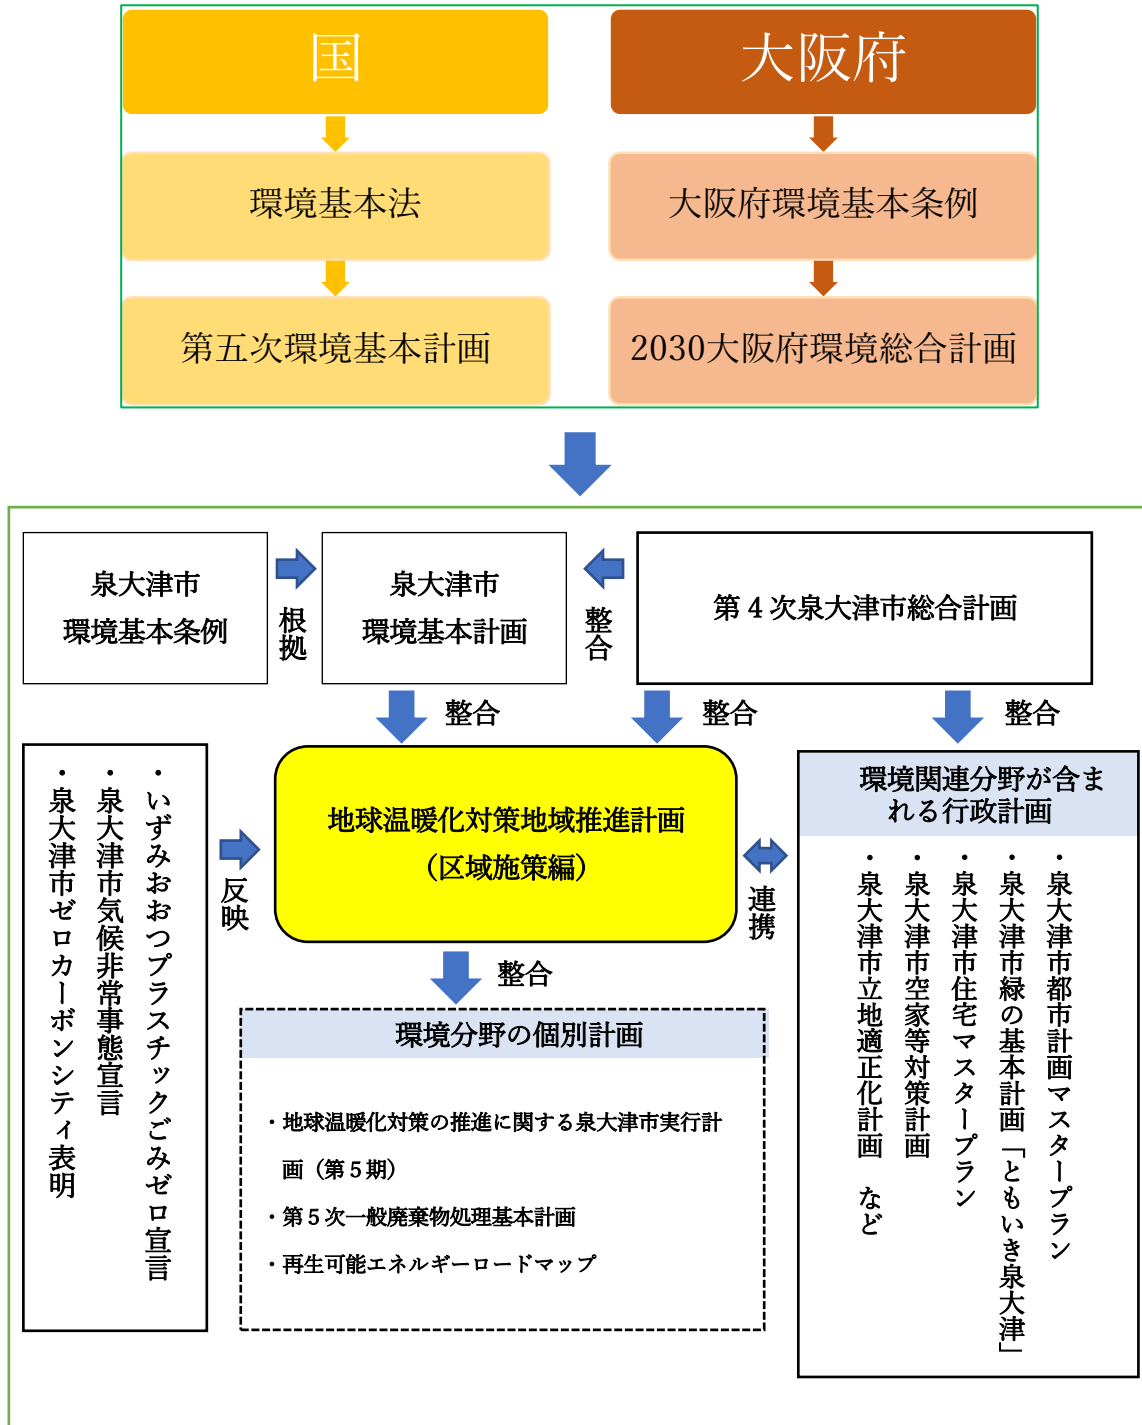 国
大阪府
環境基本法
大阪府環境基本条例
第五次環境基本計画
2030大阪府環境総合計画
泉大津市
環境基本条例
根拠
泉大津市
環境基本計画
整合
第4次泉大津市総合計画
整合
整合
整合
・いずみおおつプラスチックごみゼロ宣言
・泉大津市気候非常事態宣言
・泉大津市ゼロカーボンシティ表明
反映
地球温暖化対策地域推進計画
（区域施策編）
連携
環境関連分野が含ま
れる行政計画
・泉大津市都市計画マスタープラン
・泉大津市緑の基本計画「ともいき泉大津」
・泉大津市住宅マスタープラン
・泉大津市空家等対策計画
・泉大津市立地適正化計画　など
整合
環境分野の個別計画
・地球温暖化対策の推進に関する泉大津市実行計
画（第5期）
・第5次一般廃棄物処理基本計画
・再生可能エネルギーロードマップ